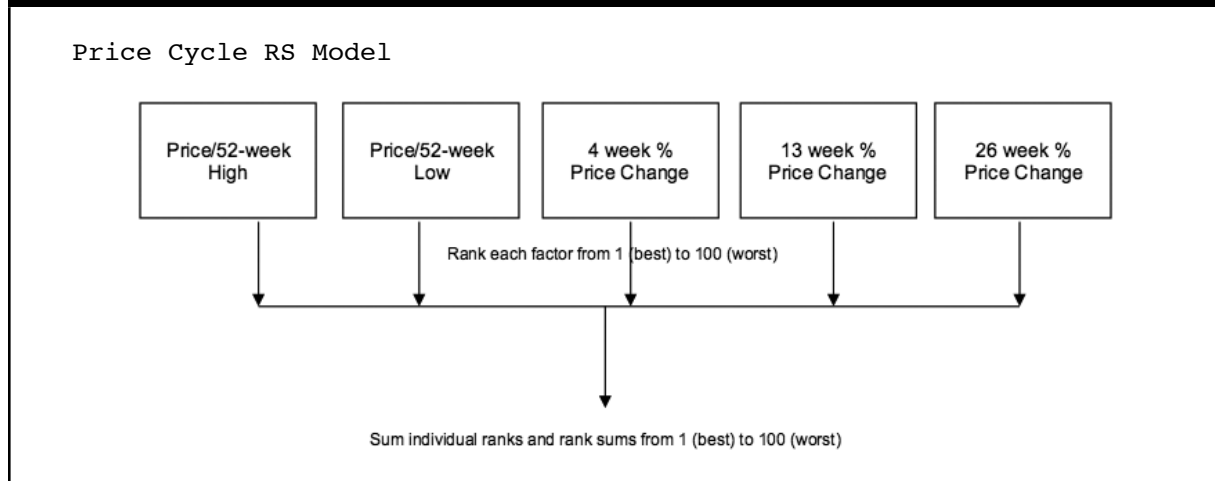 Price Cycle RS Model
Price/52-week
High
Price/52-week
Low
4 week %
Price Change
13 week %
Price Change
26 week %
Price Change
Rank each factor from 1 (best) to 100 (worst)
Sum individual ranks and rank sums from 1 (best) to 100 (worst)